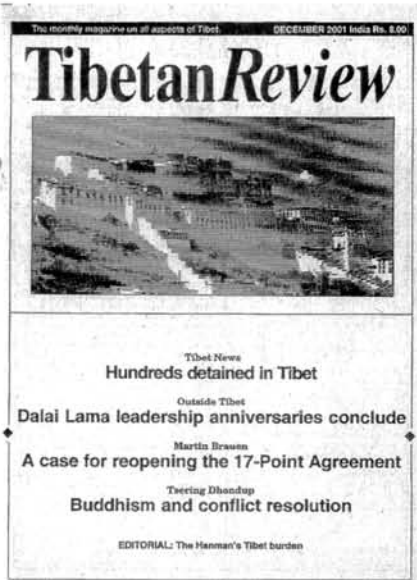 The monthly magazine on all aspects of Tibet. DECEMBER 2001 India Rs. 8.00
TibetanReview
Tibet News
Hundreds detained in Tibet
Outside Tibet
Dalai Lama leadership anniversaries conclude
Martin Brauen
A case for reopening the 17-Point Agreement
Tsering Dhondup
Buddhism and conflict resolution
EDITORIAL: The Hanman's Tibet burden